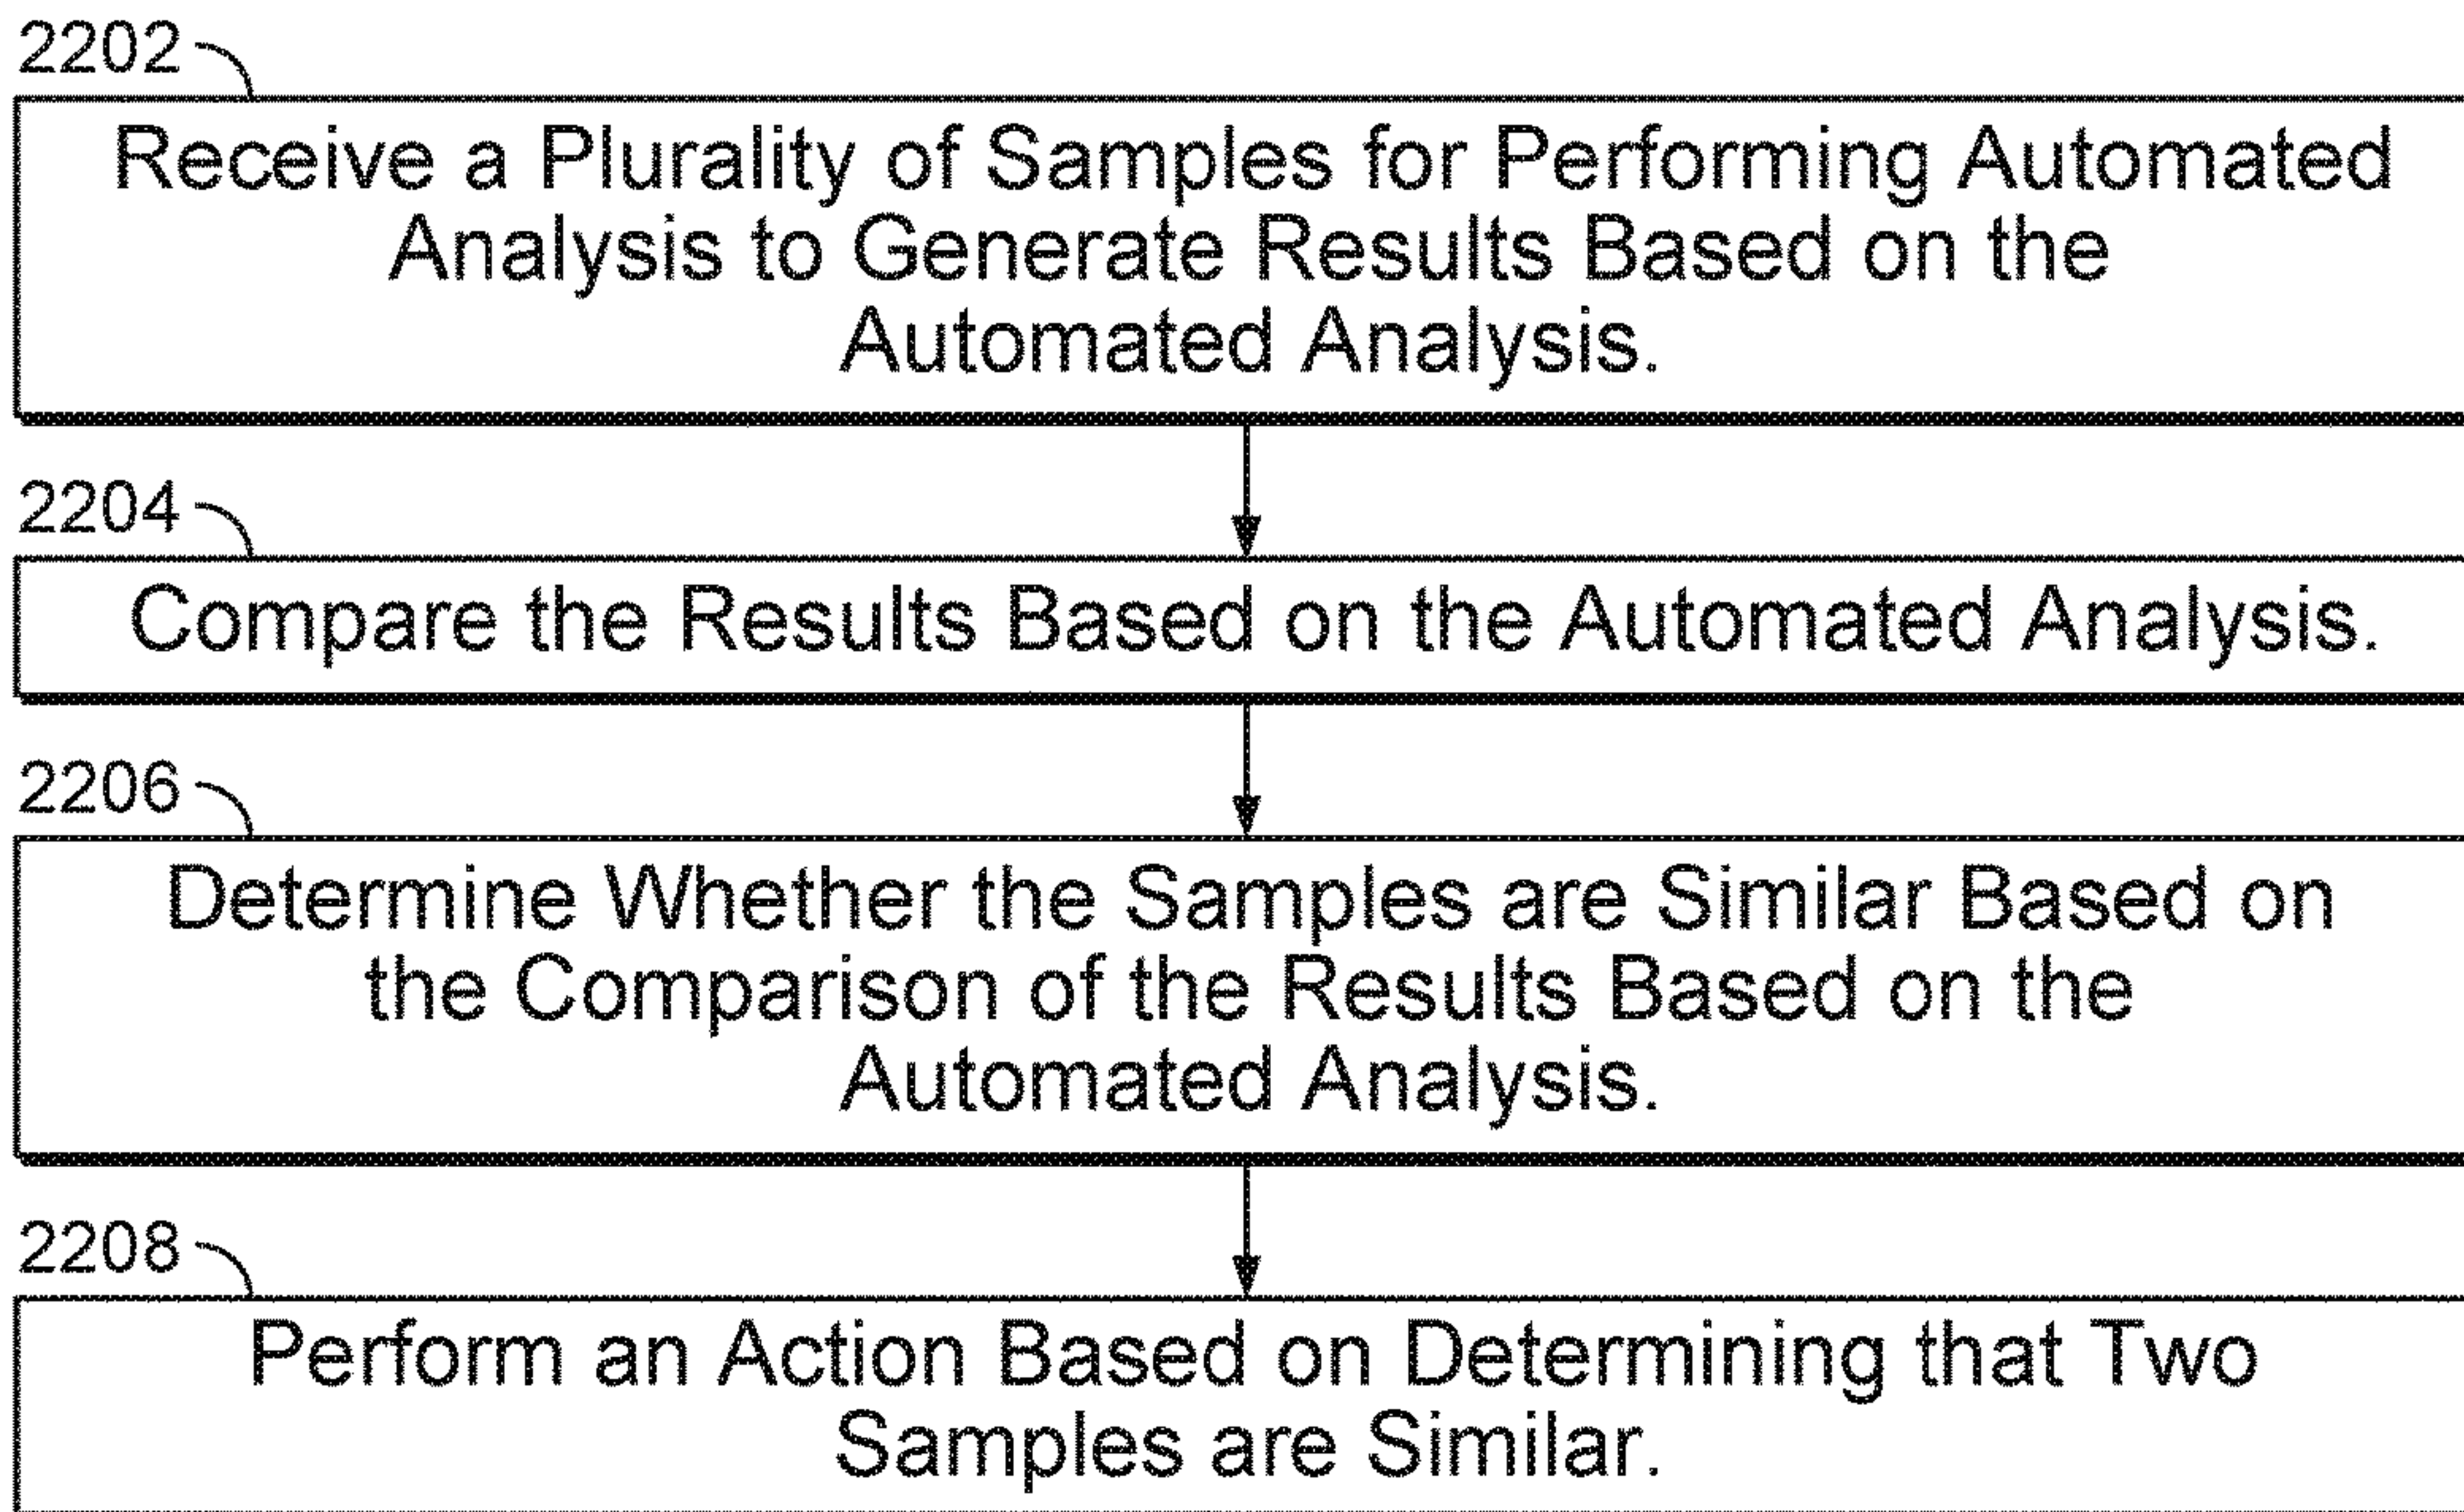 2202
Receive a Plurality of Samples for Performing Automated
Analysis to Generate Results Based on the
Automated Analysis.
2204
Compare the Results Based on the Automated Analysis.
2206
Determine Whether the Samples are Similar Based on
the Comparison of the Results Based on the
Automated Analysis.
2208
Perform an Action Based on Determining that Two
Samples are Similar.